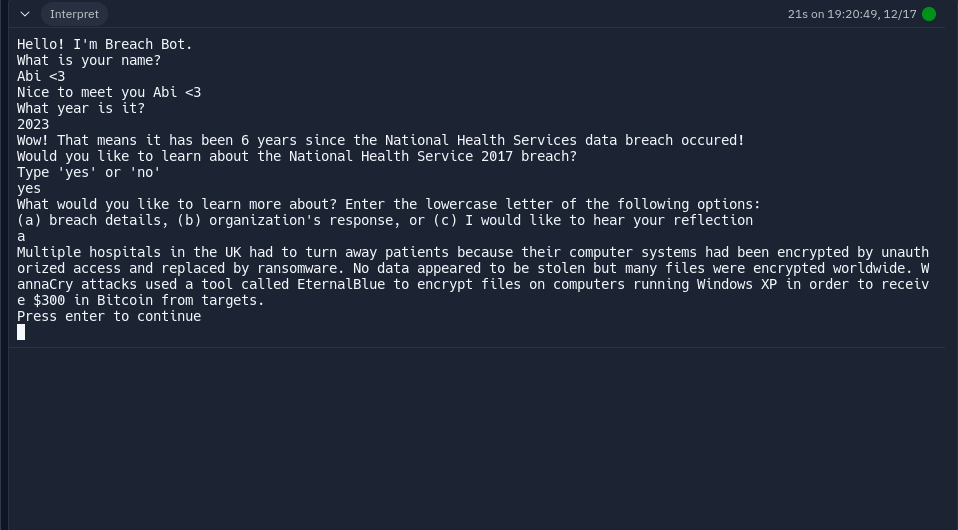 Interpret
21s on 19:20:49, 12/17
Hello! I'm Breach Bot.
What is your name?
Abi <3
Nice to meet you Abi <3
What year is it?
2023
Wow! That means it has been 6 years since the National Health Services data breach occured!
Would you like to learn about the National Health Service 2017 breach?
Type 'yes' or 'no'
yes
What would you like to learn more about? Enter the lowercase letter of the following options:
(a) breach details, (b) organization's response, or (c) I would like to hear your reflection
a
Multiple hospitals in the UK had to turn away patients because their computer systems had been encrypted by unauth
orized access and replaced by ransomware. No data appeared to be stolen but many files were encrypted worldwide. W
annaCry attacks used a tool called EternalBlue to encrypt files on computers running Windows XP in order to receiv
e $300 in Bitcoin from targets.
Press enter to continue